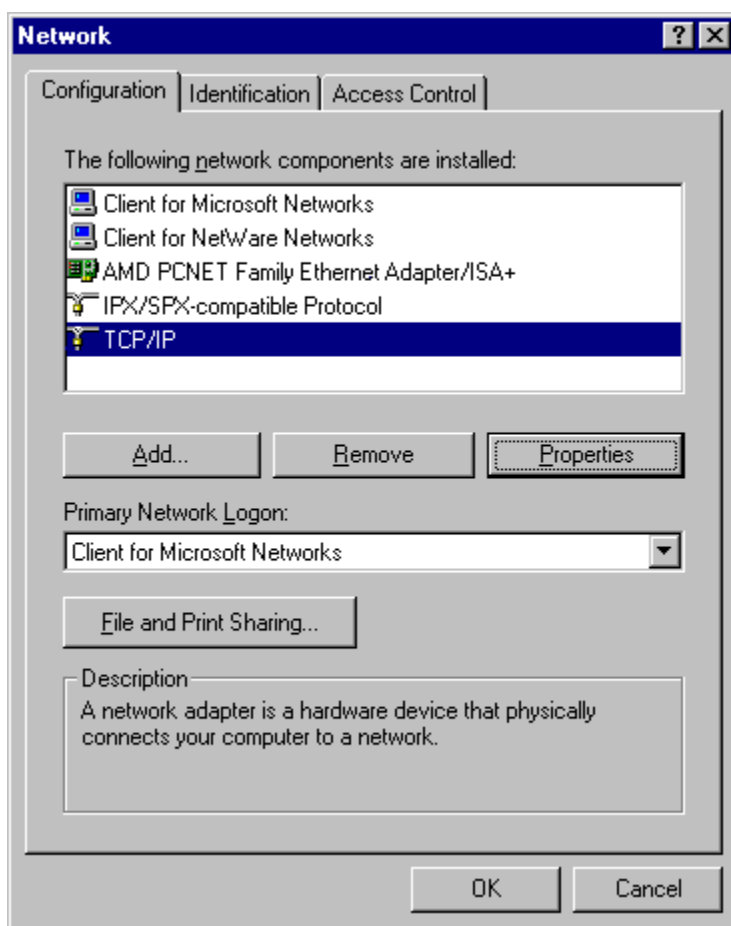 Network
Configuration Identification Access Control
The following network components are installed:
Client for Microsoft Networks
Client for NetWare Networks
AMD PCNET Family Ethernet Adapter/ISA+
IPX/SPX-compatible Protocol
TCP/IP
Add... Remove Properties
Primary Network Logon:
Client for Microsoft Networks
File and Print Sharing...
Description
A network adapter is a hardware device that physically
connects your computer to a network.
OK Cancel